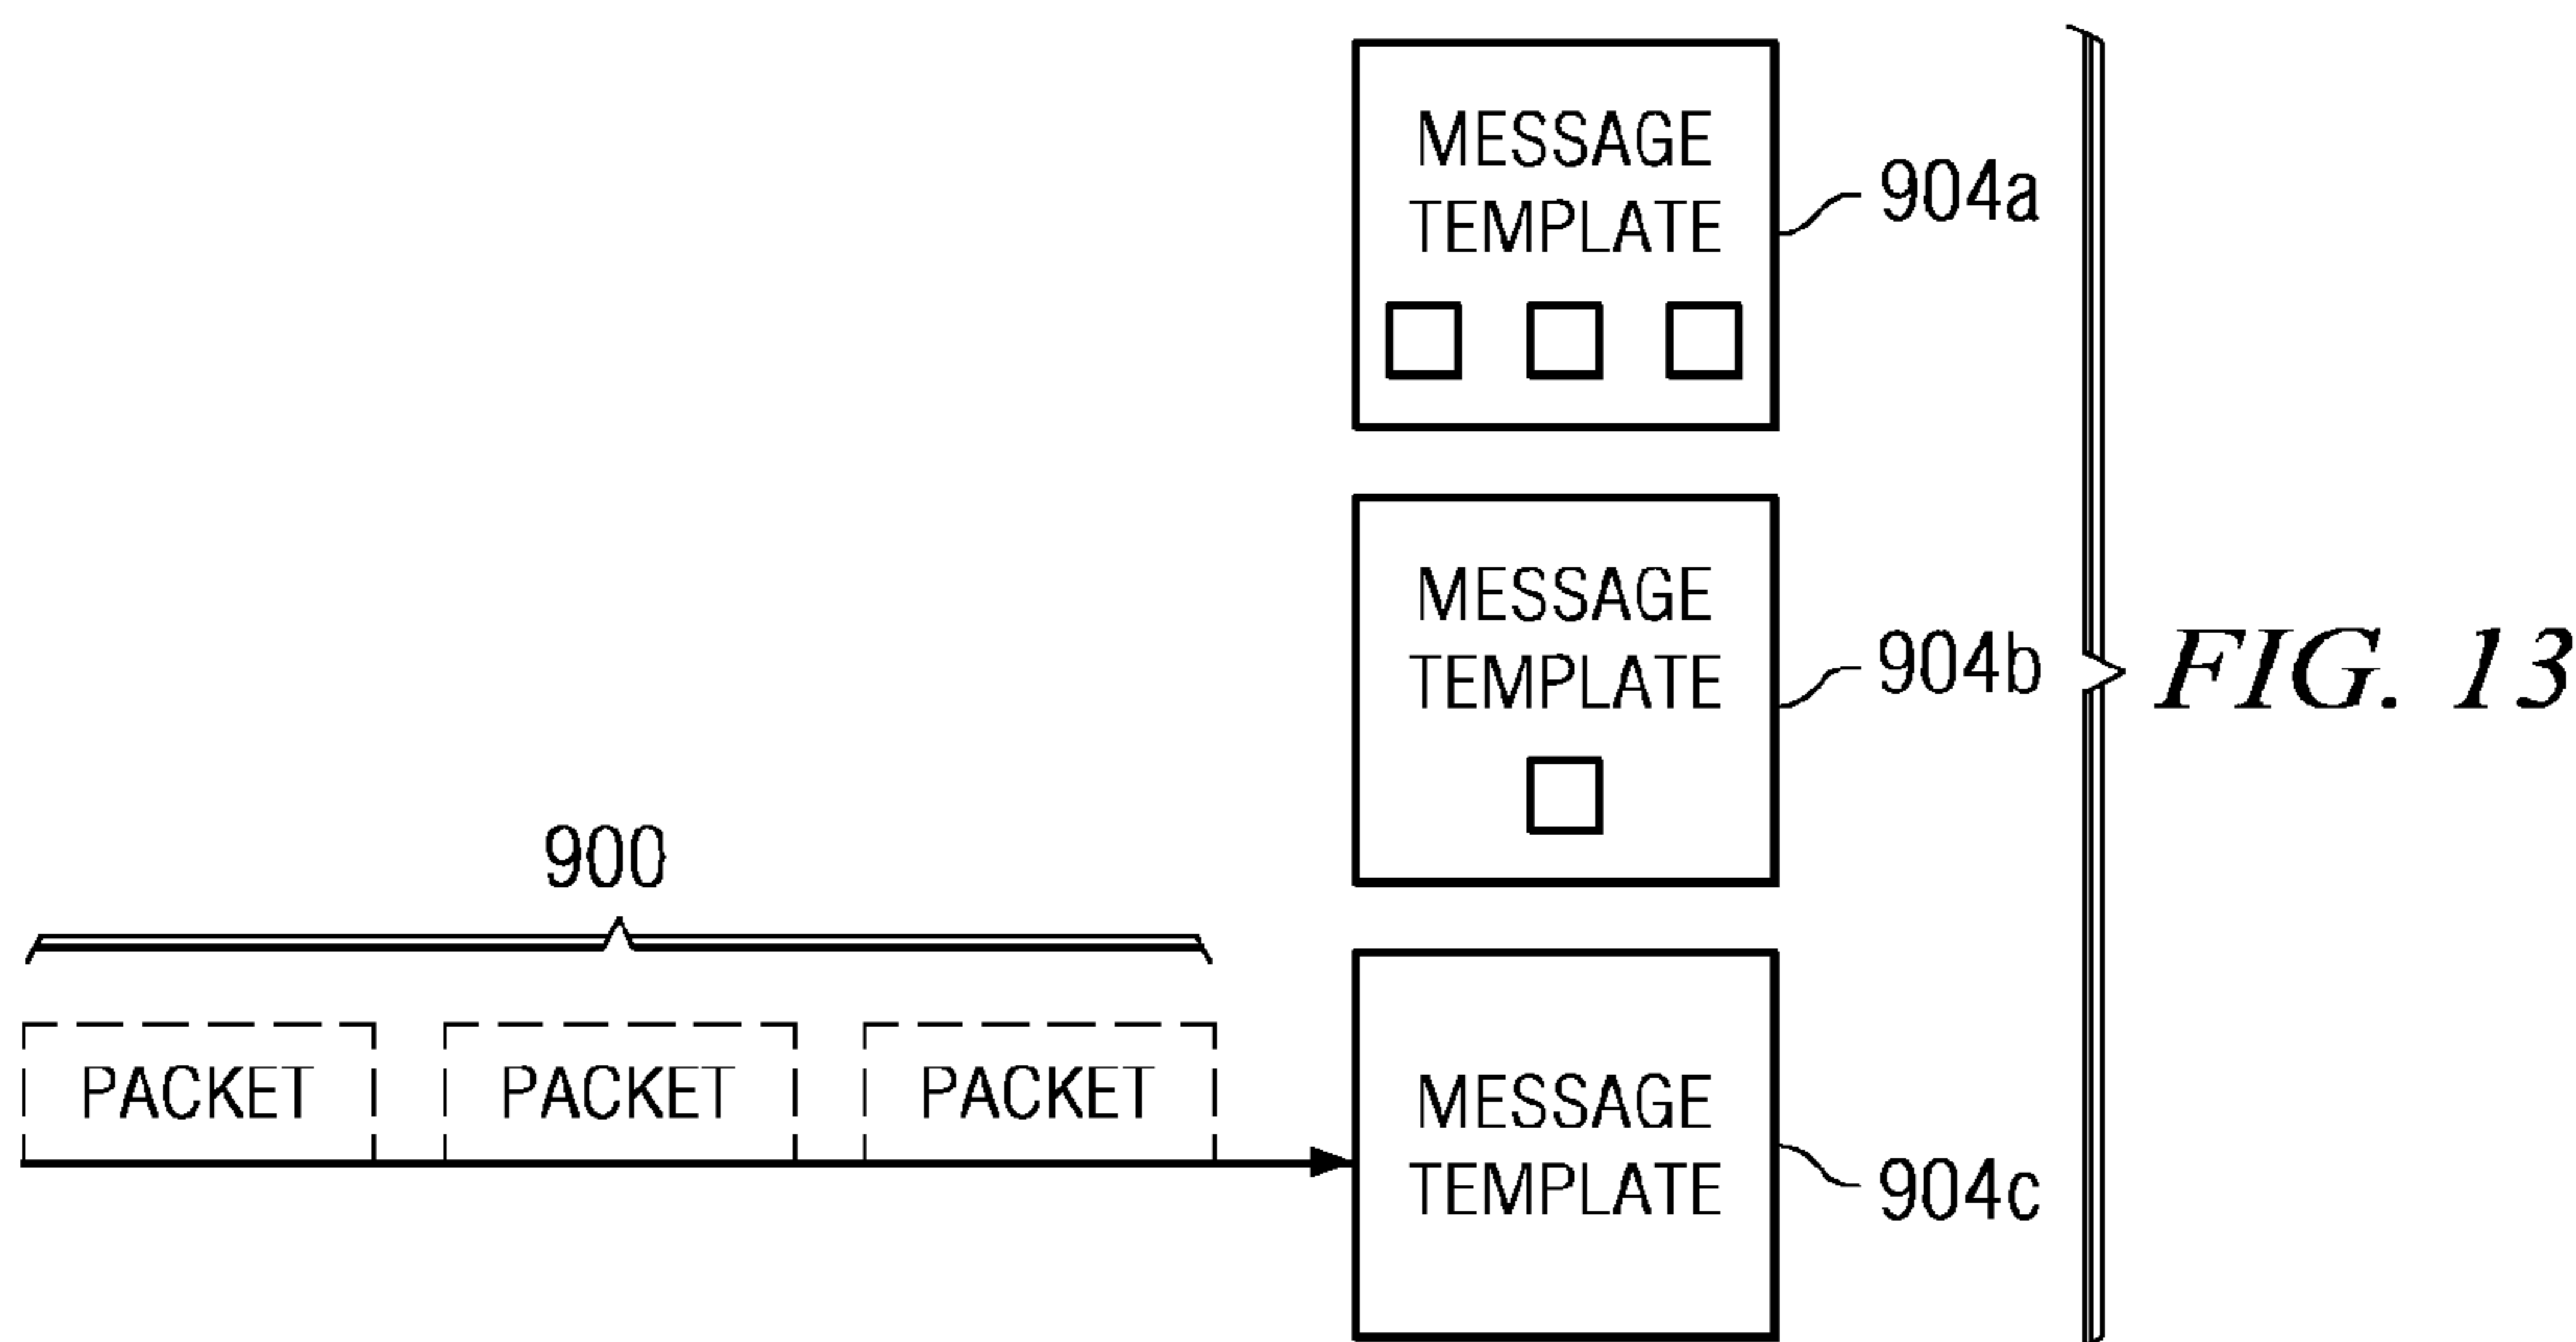 MESSAGE
TEMPLATE
904a
MESSAGE
TEMPLATE
904b
FIG. 13
900
PACKET PACKET PACKET
MESSAGE
TEMPLATE
904c